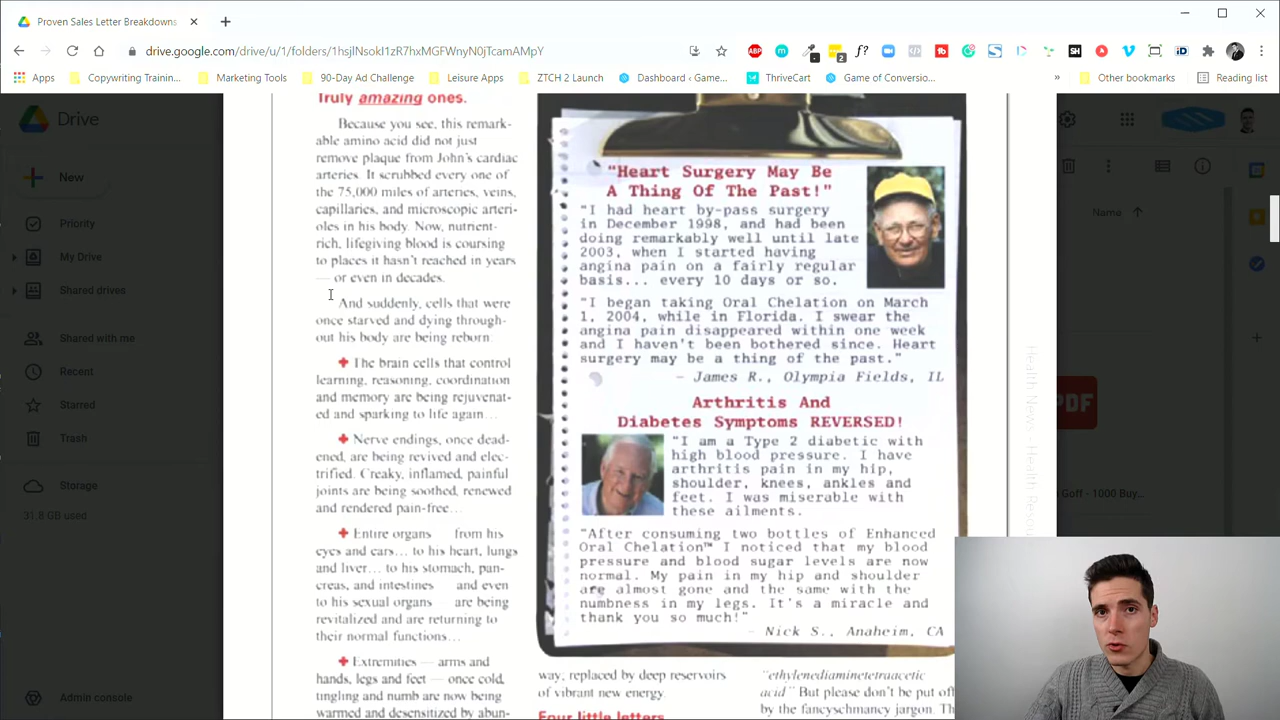 Proven Sales Letter Breakdowns
drive.google.com/drive/u/1/folders/1hsjlNsokI1zR7hxMGFWnyN0jTcamAMpY
Apps
Copywriting Trainin...
Marketing Tools
90-Day Ad Challenge
Leisure Apps
ZTCH 2 Launch
Dashboard ‹ Game...
ThriveCart
Game of Conversio...
Other bookmarks
Reading list
Drive
New
Priority
My Drive
Shared drives
Shared with me
Recent
Starred
Trash
Storage
31.8 GB used
Admin console
Truly amazing ones.
Because you see, this remark-
able amino acid did not just
remove plaque from John's cardiac
arteries. It scrubbed every one of
the 75,000 miles of arteries, veins,
capillaries, and microscopic arteri-
oles in his body. Now, nutrient-
rich, lifegiving blood is coursing
to places it hasn't reached in years
— or even in decades.
And suddenly, cells that were
once starved and dying through-
out his body are being reborn.
The brain cells that control
learning, reasoning, coordination
and memory are being rejuvenat-
ed and sparking to life again...
Nerve endings, once dead-
ened, are being revived and elec-
trified. Creaky, inflamed, painful
joints are being soothed, renewed
and rendered pain-free...
Entire organs from his
eyes and ears... to his heart, lungs
and liver... to his stomach, pan-
creas, and intestines and even
to his sexual organs — are being
revitalized and are returning to
their normal functions...
Extremities — arms and
hands, legs and feet — once cold,
tingling and numb are now being
warmed and desensitized by abun-
"Heart Surgery May Be
A Thing Of The Past!"
"I had heart by-pass surgery
in December 1998, and had been
doing remarkably well until late
2003, when I started having
angina pain on a fairly regular
basis... every 10 days or so.
"I began taking Oral Chelation on March
1, 2004, while in Florida. I swear the
angina pain disappeared within one week
and I haven't been bothered since. Heart
surgery may be a thing of the past."
– James R., Olympia Fields, IL
Arthritis And
Diabetes Symptoms REVERSED!
"I am a Type 2 diabetic with
high blood pressure. I have
arthritis pain in my hip,
shoulder, knees, ankles and
feet. I was miserable with
these ailments.
"After consuming two bottles of Enhanced
Oral Chelation™ I noticed that my blood
pressure and blood sugar levels are now
normal. My pain in my hip and shoulder
are almost gone and the same with the
numbness in my legs. It's a miracle and
thank you so much!"
– Nick S., Anaheim, CA
way; replaced by deep reservoirs
of vibrant new energy.
Four little letters
"ethylenediaminetetraacetic
acid" But please don't be put off
by the fancyschmancy jargon. Th
Health News - Health Resour
Name
PDF
Goff - 1000 Buy...